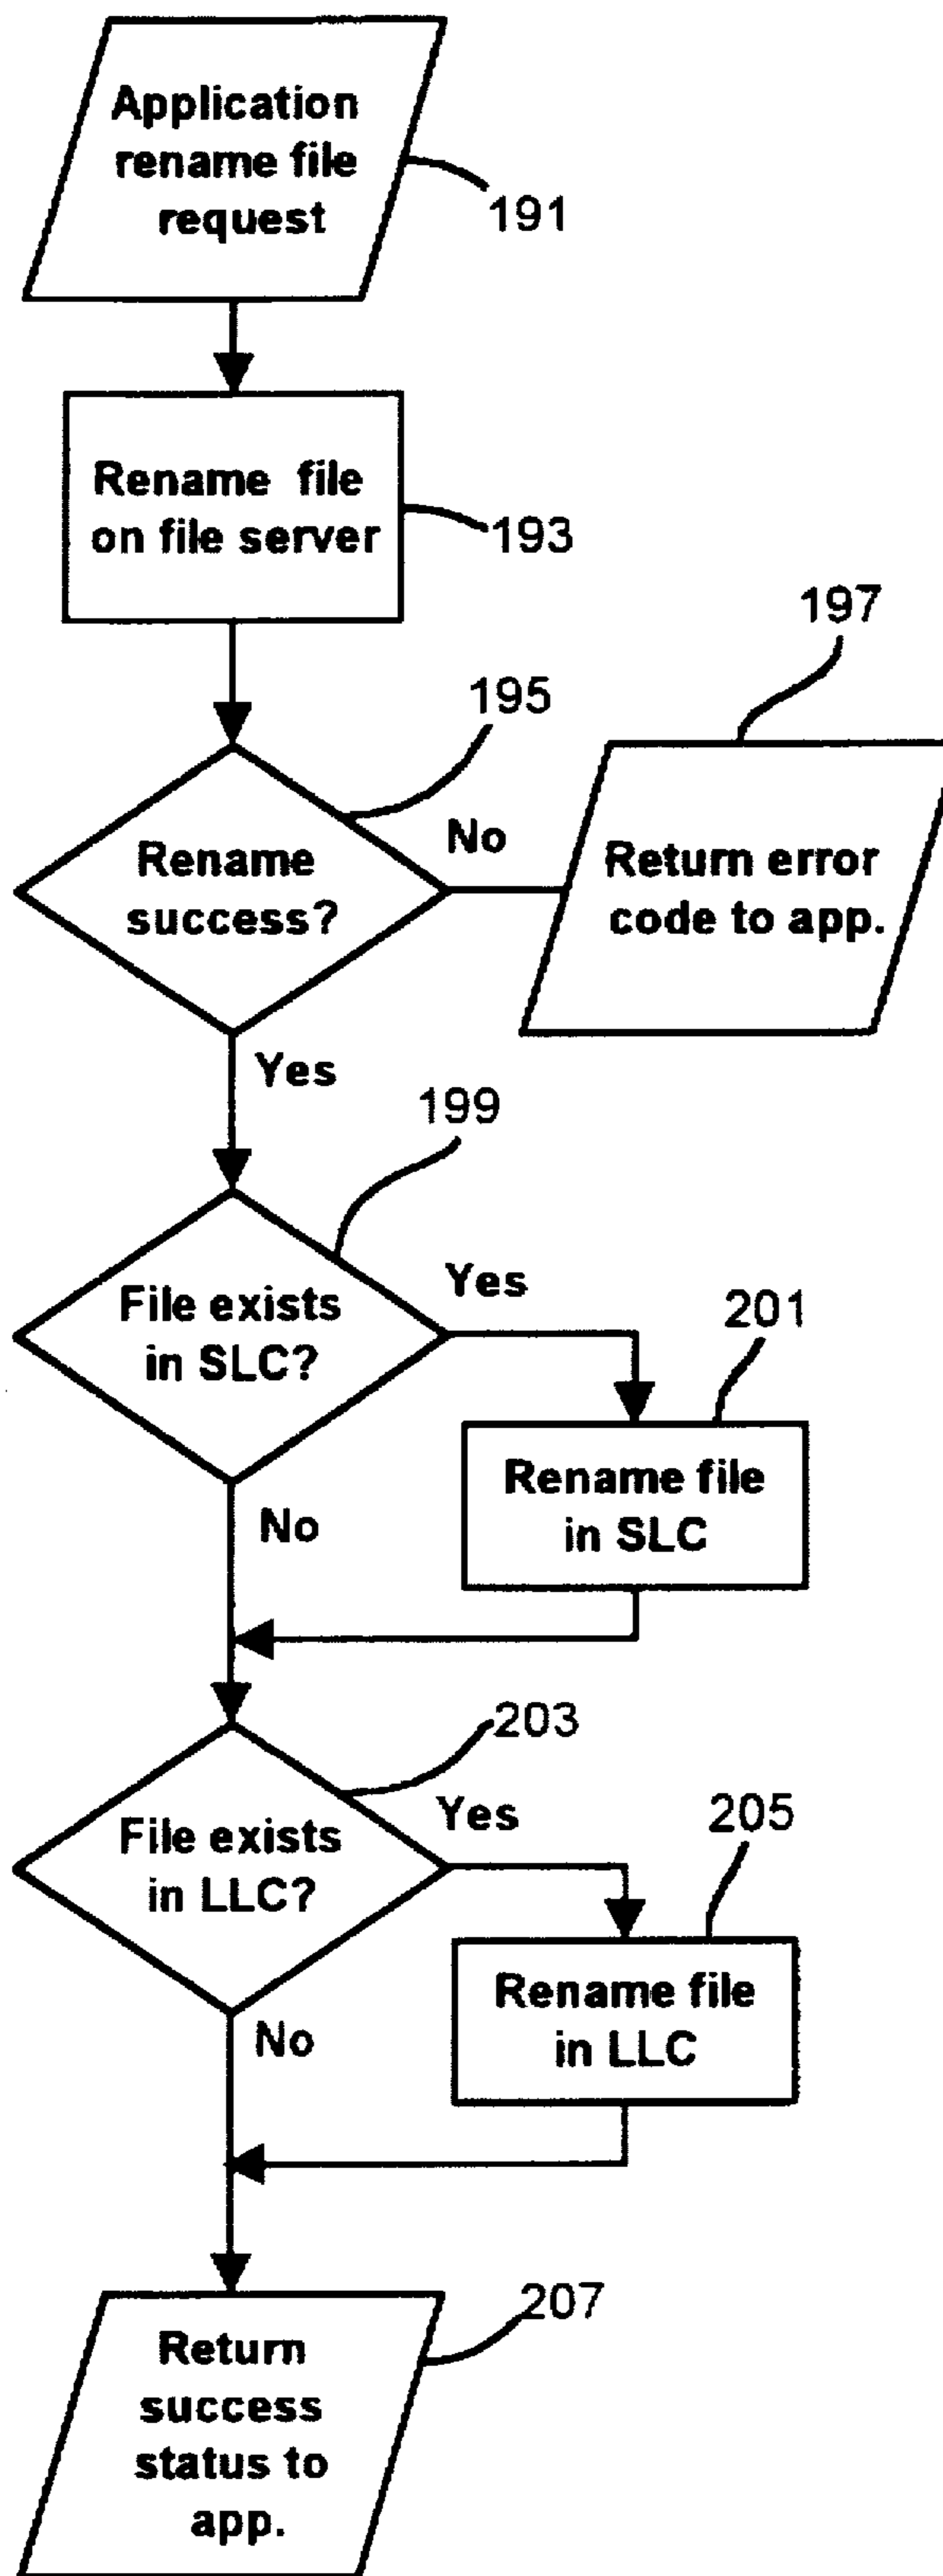 Application
rename file
request
191
Rename file
on file server
193
197
195
Rename
success?
No
Return error
code to app.
Yes
199
File exists
in SLC?
Yes
201
Rename file
in SLC
No
203
File exists
in LLC?
Yes
205
Rename file
in LLC
No
207
Return
success
status to
app.